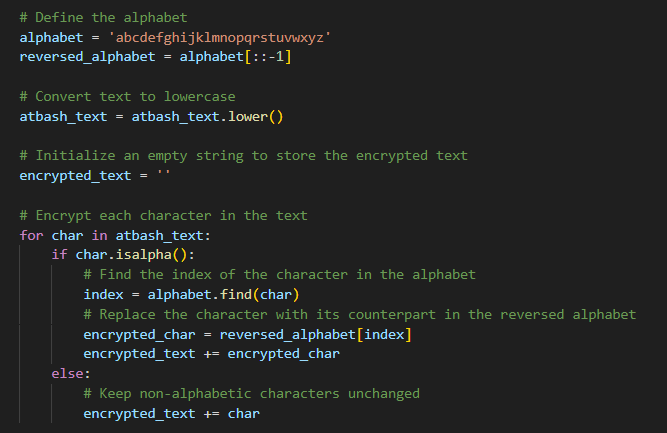 # Define the alphabet
alphabet = 'abcdefghijklmnopqrstuvwxyz'
reversed_alphabet = alphabet[::-1]
# Convert text to lowercase
atbash_text = atbash_text.lower()
# Initialize an empty string to store the encrypted text
encrypted_text = ''
# Encrypt each character in the text
for char in atbash_text:
    if char.isalpha():
        # Find the index of the character in the alphabet
        index = alphabet.find(char)
        # Replace the character with its counterpart in the reversed alphabet
        encrypted_char = reversed_alphabet[index]
        encrypted_text += encrypted_char
    else:
        # Keep non-alphabetic characters unchanged
        encrypted_text += char